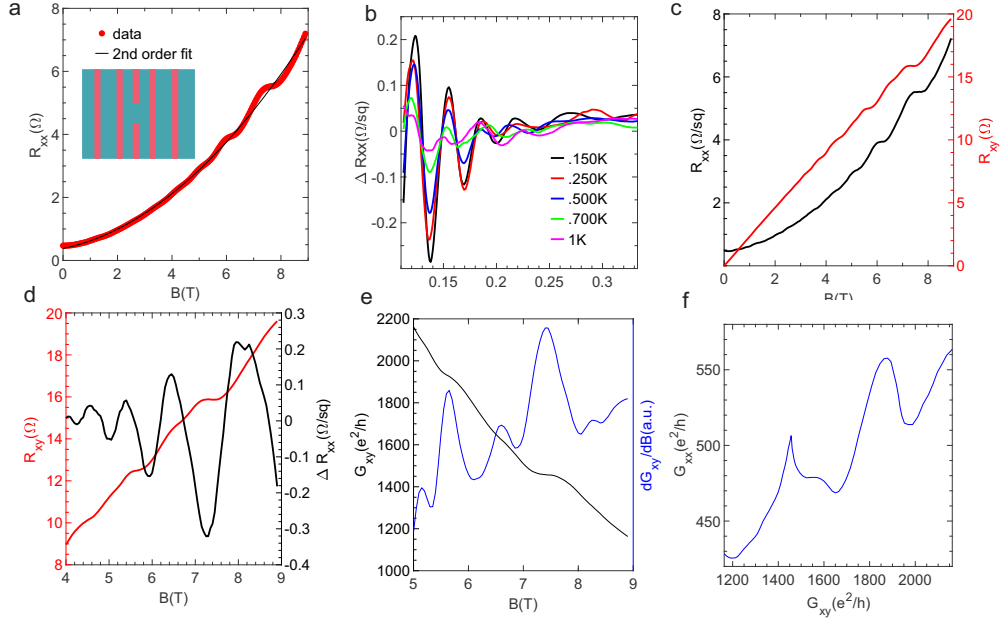 a
data
2nd order fit
R_xx(Ω)
8
6
4
2
0
0 2 4 6 8
B(T)
b
Δ Rxx(Ω/sq)
0.2
0.1
0
-0.1
-0.2
.150K
.250K
.500K
.700K
1K
0.15 0.2 0.25 0.3
c
R_xx(Ω/sq)
8
6
4
2
0
20
15
10
5
0
R_xy(Ω)
0 2 4 6 8
B(T)
d
R_xy(Ω)
20
18
16
14
12
10
8
0.3
0.2
0.1
0
-0.1
-0.2
-0.3
-0.4
Δ R_xx(Ω/sq)
4 5 6 7 8 9
B(T)
e
G_xy(e²/h)
2200
2000
1800
1600
1400
1200
1000
dG_xy/dB(a.u.)
5 6 7 8 9
B(T)
f
G_xx(e²/h)
550
500
450
1200 1400 1600 1800 2000
G_xy(e²/h)